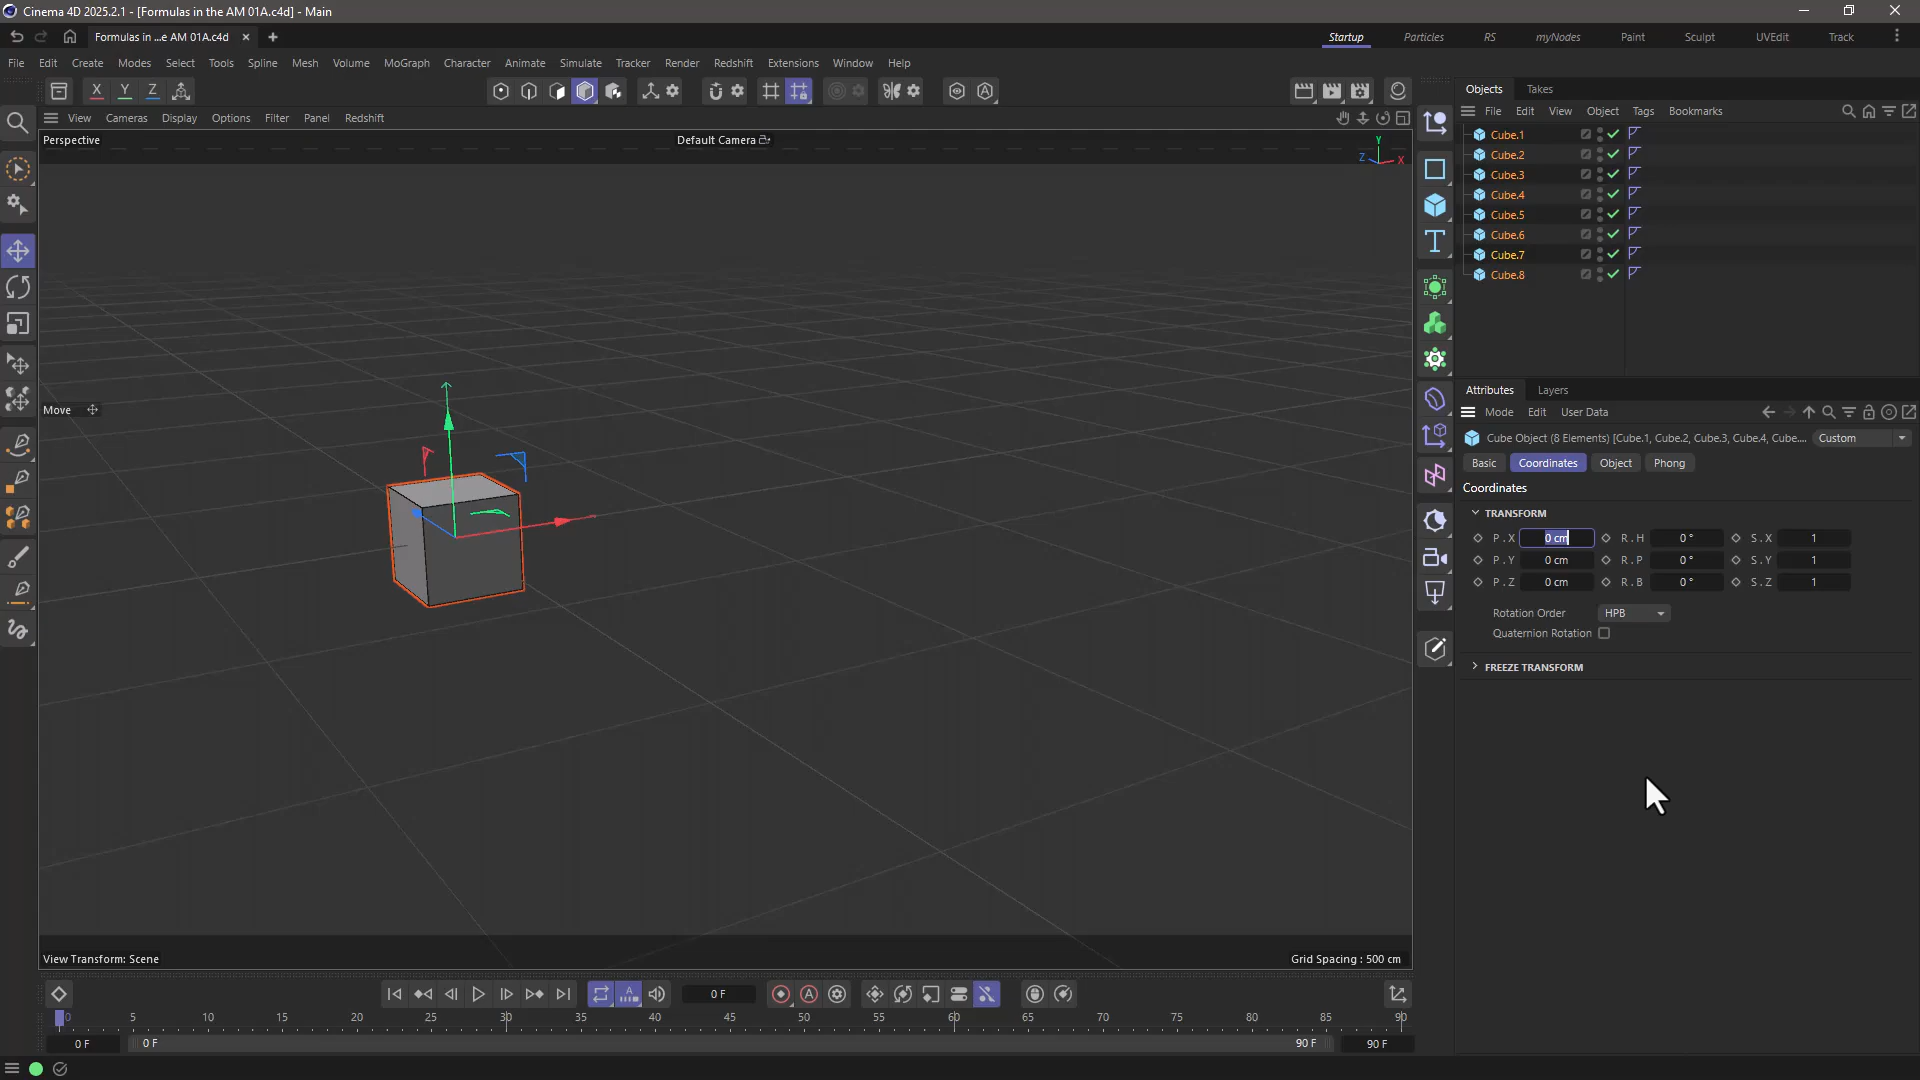 Cinema 4D 2025.2.1 - [Formulas in the AM 01A.c4d] - Main
Formulas in ...e AM 01A.c4d
Startup Particles RS myNodes Paint Sculpt UVEdit Track
File Edit Create Modes Select Tools Spline Mesh Volume MoGraph Character Animate Simulate Tracker Render Redshift Extensions Window Help
X Y Z
View Cameras Display Options Filter Panel Redshift
Perspective
Default Camera
Y
Z
X
Move
View Transform: Scene
Grid Spacing : 500 cm
Objects Takes
File Edit View Object Tags Bookmarks
Cube.1
Cube.2
Cube.3
Cube.4
Cube.5
Cube.6
Cube.7
Cube.8
Attributes Layers
Mode Edit User Data
Cube Object (8 Elements) [Cube.1, Cube.2, Cube.3, Cube.4, Cube.... Custom
Basic Coordinates Object Phong
Coordinates
TRANSFORM
P . X 0 cm R . H 0 ° S . X 1
P . Y 0 cm R . P 0 ° S . Y 1
P . Z 0 cm R . B 0 ° S . Z 1
Rotation Order HPB
Quaternion Rotation
FREEZE TRANSFORM
0 F
0 5 10 15 20 25 30 35 40 45 50 55 60 65 70 75 80 85 90
0 F 0 F 90 F 90 F